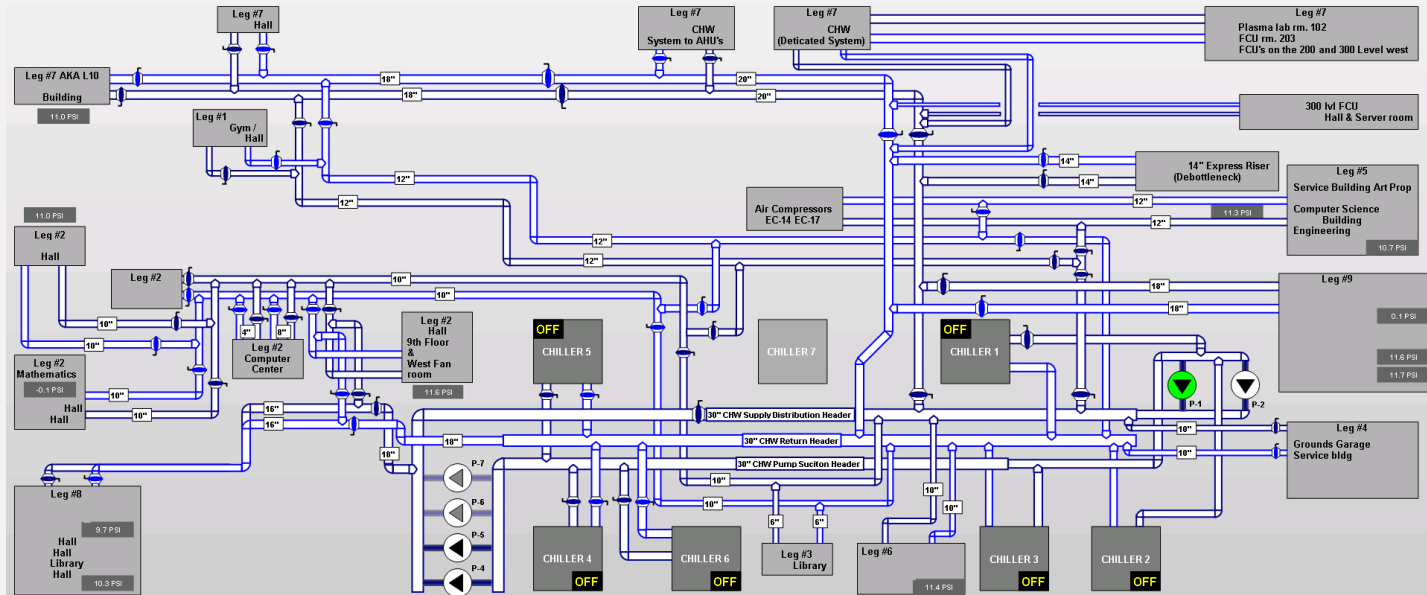 Leg #7
Hall
Leg #7
CHW
System to AHU's
Leg #7
CHW
(Deticated System)
Leg #7
Plasma lab rm. 102
FCU rm. 203
FCU's on the 200 and 300 Level west
Leg #7 AKA L10
Building
11.0 PSI
18"
20"
18"
20"
300 lvl FCU
Hall & Server room
Leg #1
Gym /
Hall
14"
14"
14" Express Riser
(Debottleneck)
12"
12"
Air Compressors
EC-14 EC-17
12"
11.3 PSI
12"
Leg #5
Service Building Art Prop
Computer Science
Building
Engineering
10.7 PSI
11.0 PSI
Leg #2
Hall
12"
12"
Leg #2
10"
10"
18"
18"
Leg #9
0.1 PSI
11.6 PSI
11.7 PSI
10"
10"
4"
8"
Leg #2
Computer
Center
Leg #2
Hall
9th Floor
&
West Fan
room
11.6 PSI
OFF
CHILLER 5
CHILLER 7
OFF
CHILLER 1
Leg #2
Mathematics
-0.1 PSI
Hall
Hall
10"
10"
P-1
P-2
16"
16"
18"
18"
30" CHW Supply Distribution Header
30" CHW Return Header
30" CHW Pump Suciton Header
10"
10"
Leg #4
Grounds Garage
Service bldg
P-7
P-6
P-5
P-4
10"
10"
10"
10"
6"
6"
Leg #8
9.7 PSI
Hall
Hall
Library
Hall
10.3 PSI
CHILLER 4
OFF
CHILLER 6
OFF
Leg #3
Library
Leg #6
11.4 PSI
CHILLER 3
OFF
CHILLER 2
OFF